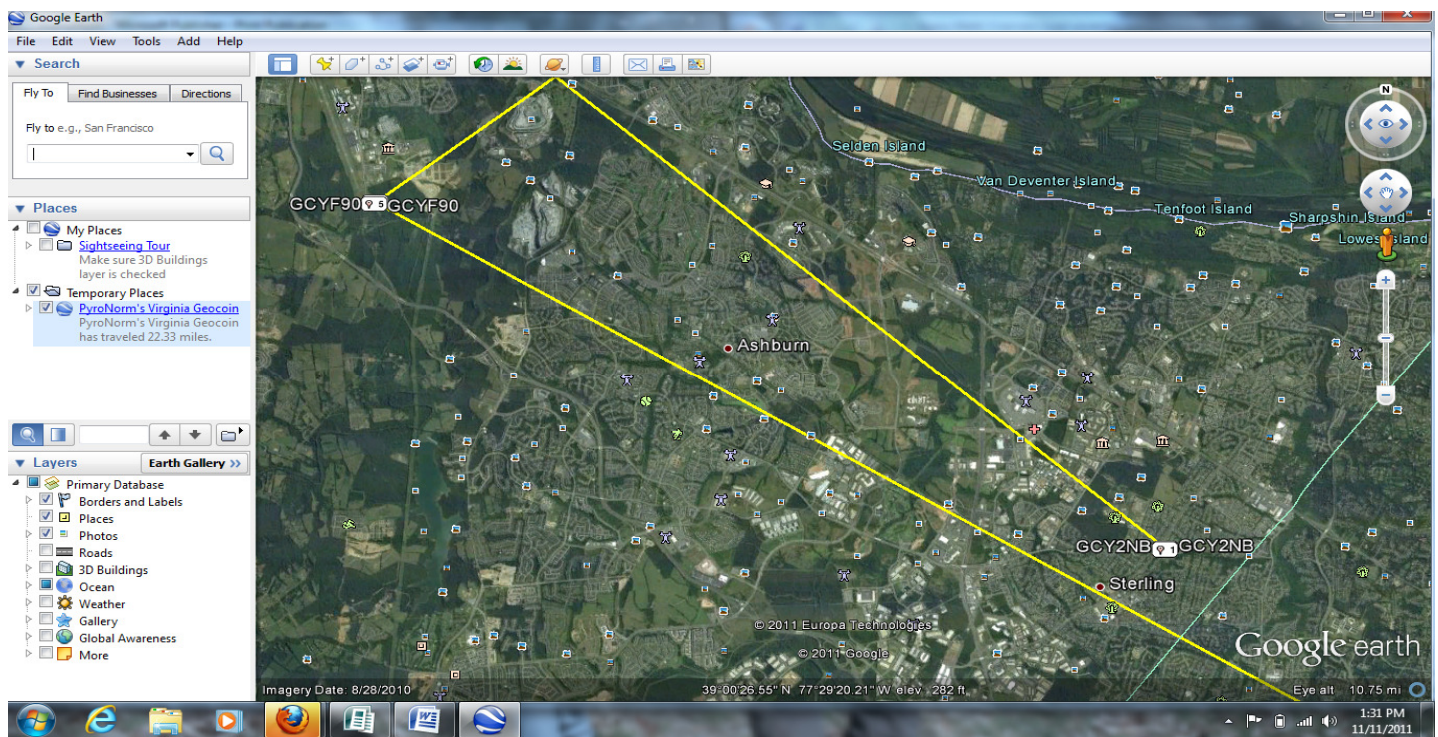 Google Earth
File Edit View Tools Add Help
Search
Fly To Find Businesses Directions
Fly to e.g., San Francisco
Places
My Places
Sightseeing Tour
Make sure 3D Buildings
layer is checked
Temporary Places
PyroNorm's Virginia Geocoin
PyroNorm's Virginia Geocoin
has traveled 22.33 miles.
Layers Earth Gallery >>
Primary Database
Borders and Labels
Places
Photos
Roads
3D Buildings
Ocean
Weather
Gallery
Global Awareness
More
N
Selden Island
Van Deventer Island
Tenfoot Island
Sharpshin Island
GCYF90 5 GCYF90
Ashburn
GCY2NB 1 GCY2NB
Sterling
© 2011 Europa Technologies
© 2011 Google
Google earth
Imagery Date: 8/28/2010 39°00'26.55" N 77°29'20.21" W elev 282 ft Eye alt 10.75 mi
1:31 PM
11/11/2011